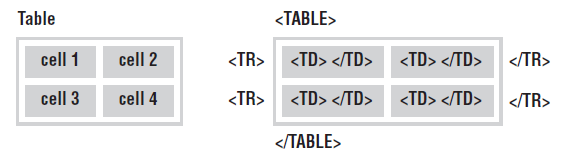 Table <TABLE>
cell 1 cell 2 <TR> <TD> </TD> <TD> </TD> </TR>
cell 3 cell 4 <TR> <TD> </TD> <TD> </TD> </TR>
</TABLE>